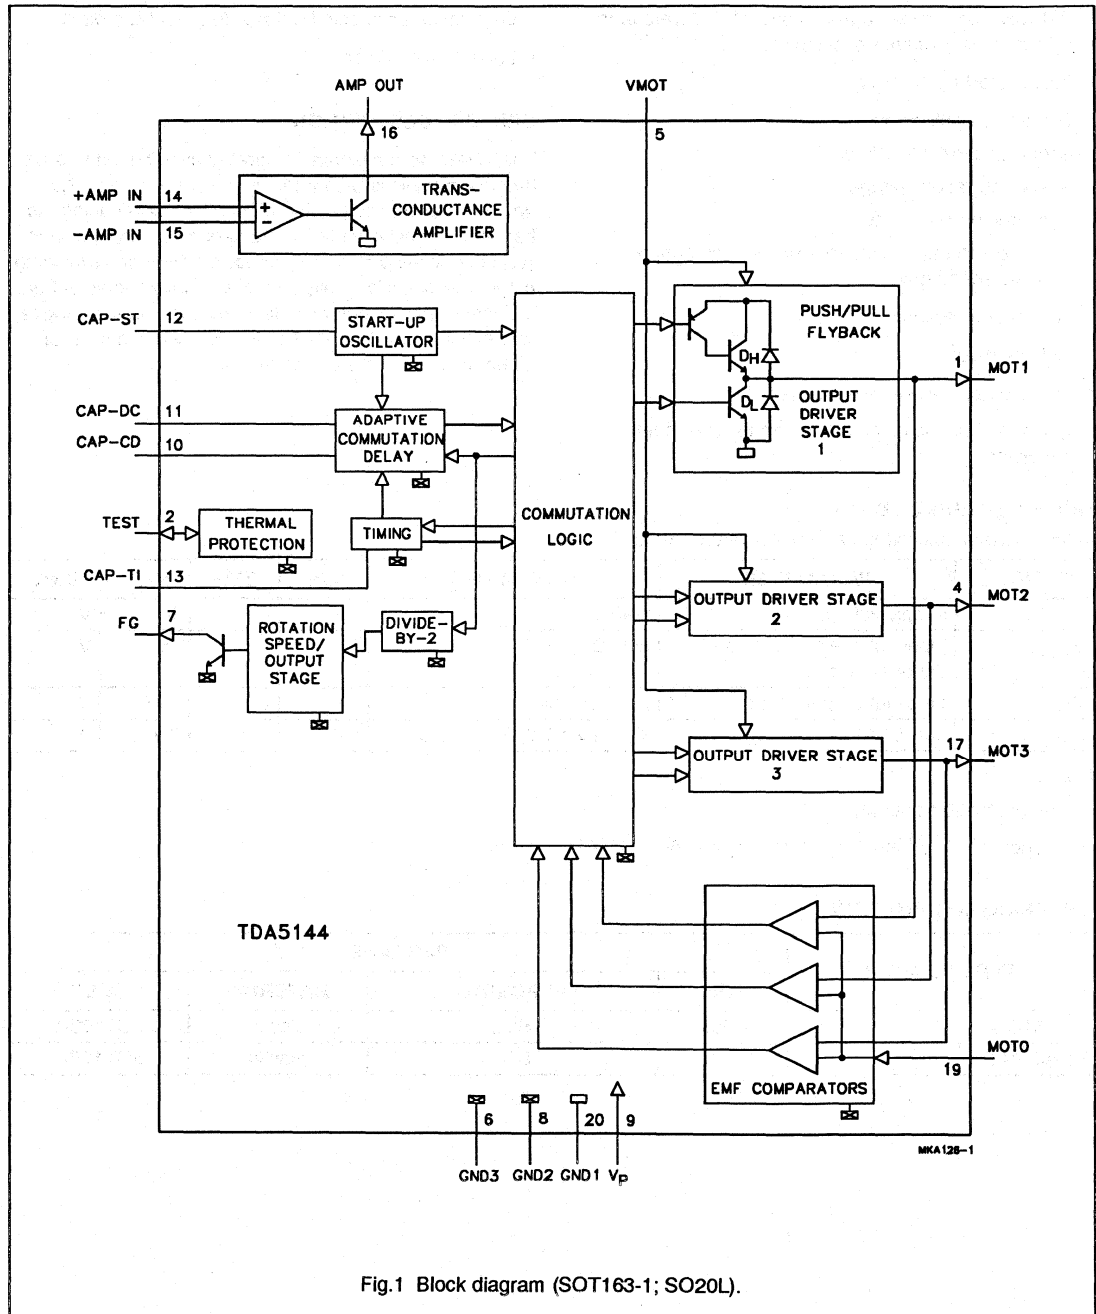 AMP OUT
VMOT
16
5
+AMP IN
14
-AMP IN
15
TRANS-
CONDUCTANCE
AMPLIFIER
+
-
CAP-ST
12
START-UP
OSCILLATOR
CAP-DC
11
CAP-CD
10
ADAPTIVE
COMMUTATION
DELAY
TEST
2
THERMAL
PROTECTION
TIMING
CAP-TI
13
FG
7
ROTATION
SPEED/
OUTPUT
STAGE
DIVIDE-
BY-2
COMMUTATION
LOGIC
PUSH/PULL
FLYBACK
DH
DL
OUTPUT
DRIVER
STAGE
1
1
MOT1
OUTPUT DRIVER STAGE
2
4
MOT2
OUTPUT DRIVER STAGE
3
17
MOT3
TDA5144
EMF COMPARATORS
MOT0
19
6
8
20
9
GND3
GND2
GND1
VP
MKA128-1
Fig.1 Block diagram (SOT163-1; SO20L).